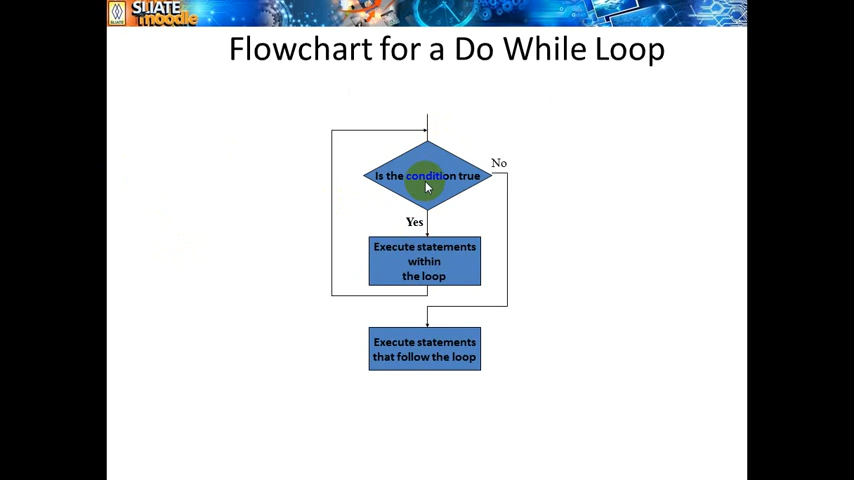 SLIATE
moodle
SLIATE
Flowchart for a Do While Loop
No
Is the condition true
Yes
Execute statements
within
the loop
Execute statements
that follow the loop